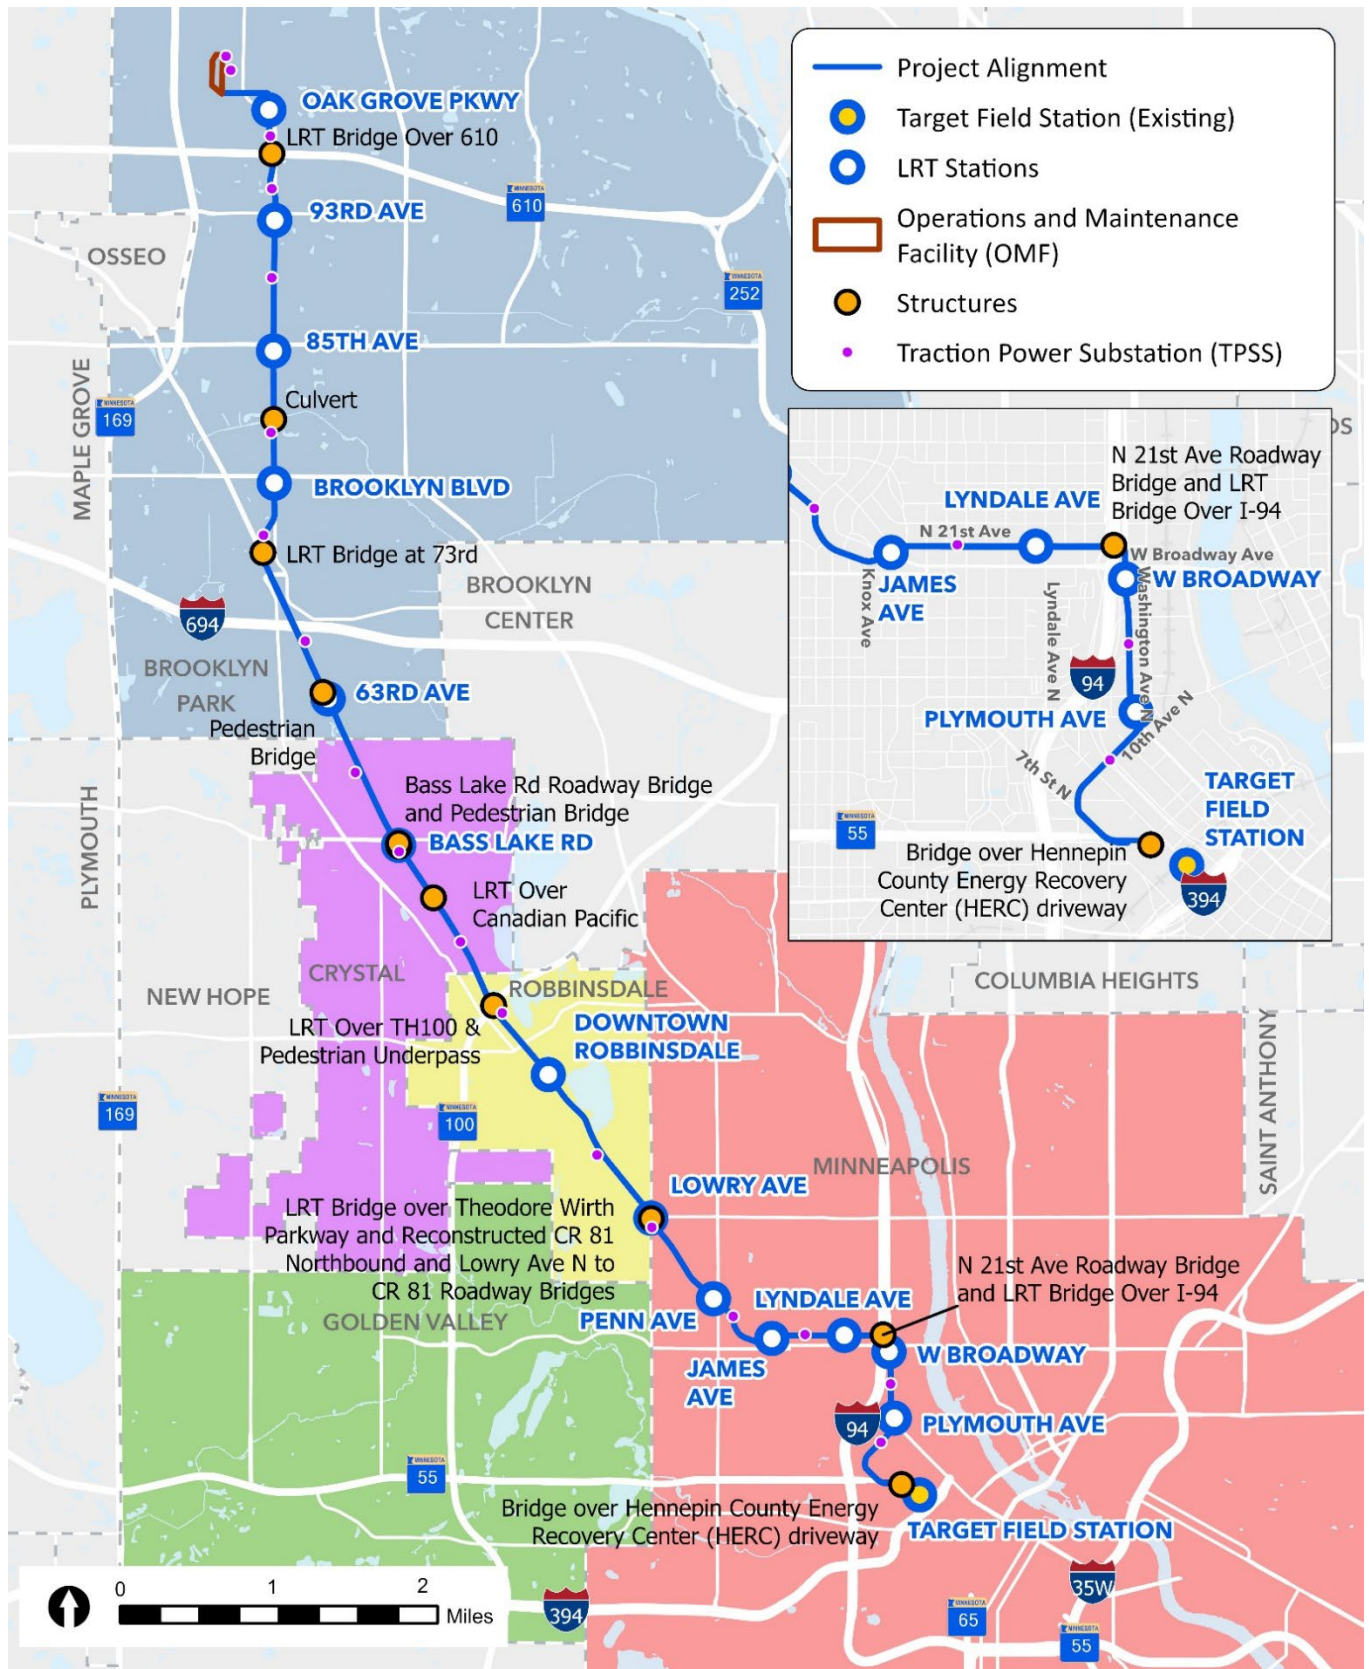 Project Alignment
Target Field Station (Existing)
LRT Stations
Operations and Maintenance
Facility (OMF)
Structures
Traction Power Substation (TPSS)
OAK GROVE PKWY
LRT Bridge Over 610
MINNESOTA
610
93RD AVE
OSSEO
MINNESOTA
252
85TH AVE
MAPLE GROVE
MINNESOTA
169
Culvert
BROOKLYN BLVD
LRT Bridge at 73rd
BROOKLYN
CENTER
694
BROOKLYN
PARK
63RD AVE
Pedestrian
Bridge
PLYMOUTH
Bass Lake Rd Roadway Bridge
and Pedestrian Bridge
BASS LAKE RD
LRT Over
Canadian Pacific
CRYSTAL
NEW HOPE
ROBBINSDALE
LRT Over TH100 &
Pedestrian Underpass
DOWNTOWN
ROBBINSDALE
MINNESOTA
169
MINNESOTA
100
COLUMBIA HEIGHTS
SAINT ANTHONY
MINNEAPOLIS
LOWRY AVE
LRT Bridge over Theodore Wirth
Parkway and Reconstructed CR 81
Northbound and Lowry Ave N to
CR 81 Roadway Bridges
GOLDEN VALLEY
PENN AVE
LYNDALE AVE
N 21st Ave Roadway Bridge
and LRT Bridge Over I-94
JAMES
AVE
W BROADWAY
94
PLYMOUTH AVE
MINNESOTA
55
Bridge over Hennepin County Energy
Recovery Center (HERC) driveway
TARGET FIELD STATION
35W
394
MINNESOTA
65
MINNESOTA
55
0 1 2
Miles
OS
N 21st Ave Roadway
Bridge and LRT
Bridge Over I-94
LYNDALE AVE
N 21st Ave
W Broadway Ave
W BROADWAY
JAMES
AVE
Knox Ave
Lyndale Ave N
Washington Ave N
94
PLYMOUTH AVE
10th Ave N
7th St N
TARGET
FIELD
STATION
MINNESOTA
55
Bridge over Hennepin
County Energy Recovery
Center (HERC) driveway
394